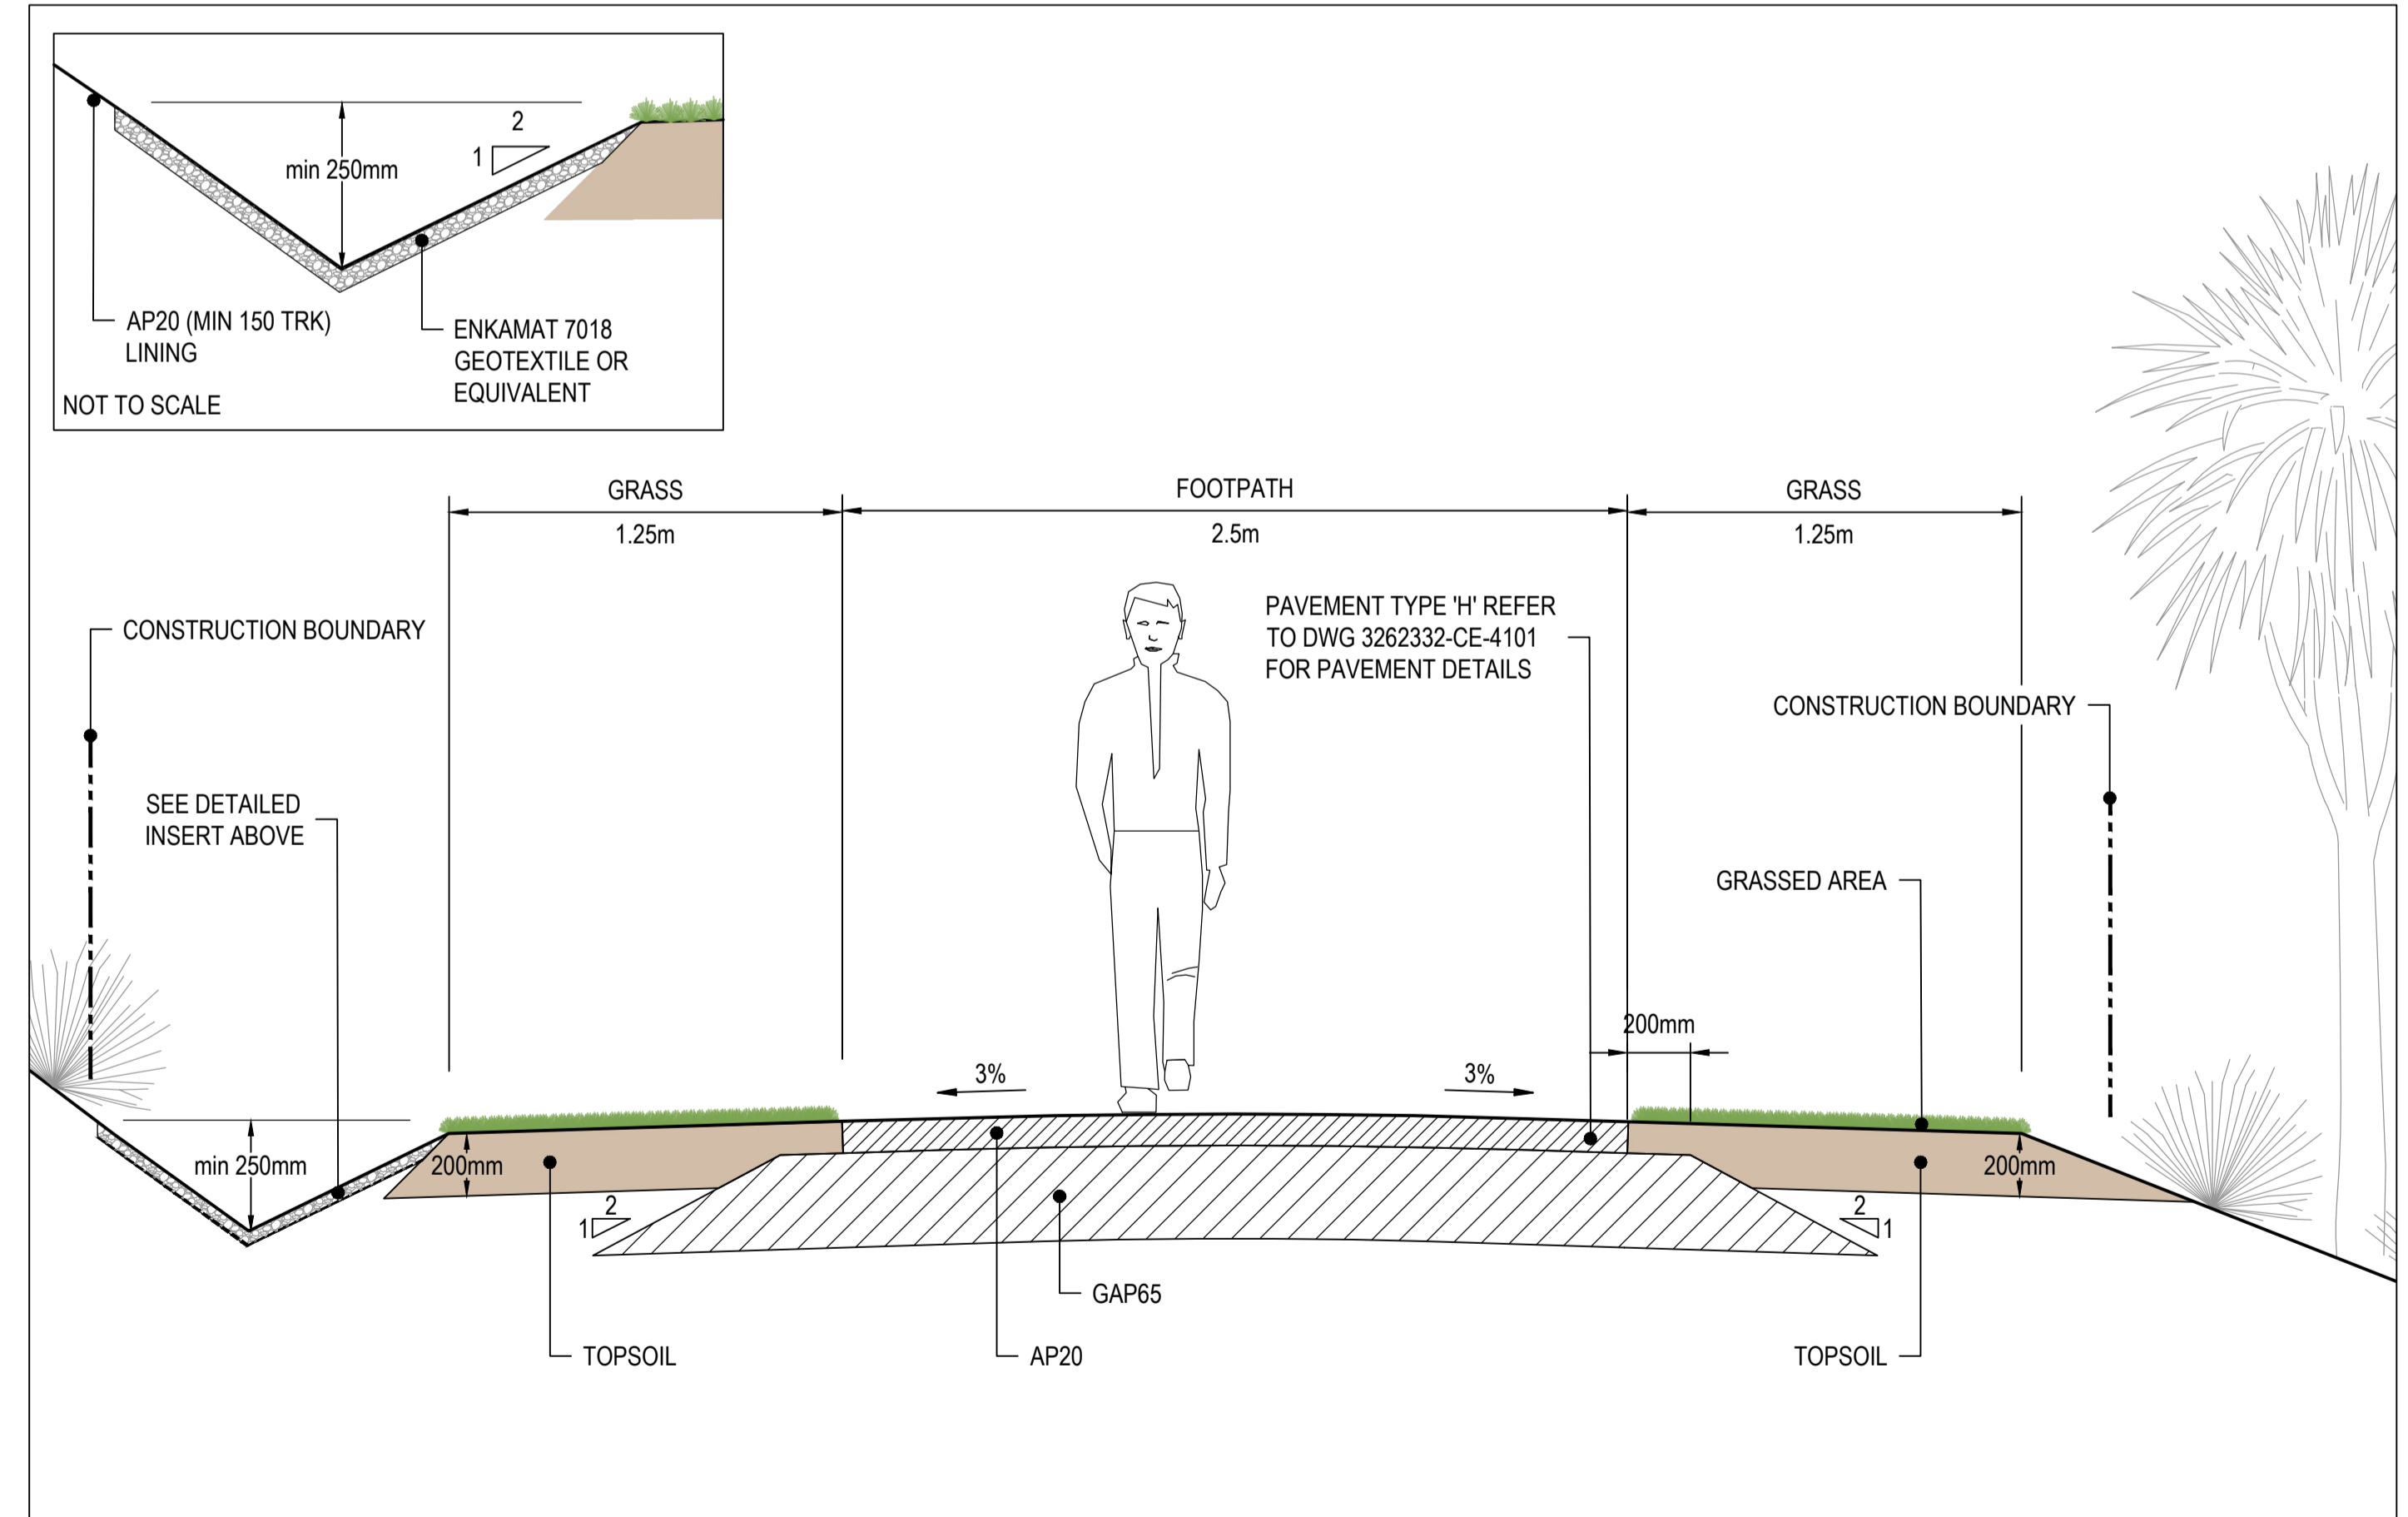 2
1
min 250mm
AP20 (MIN 150 TRK)
LINING
ENKAMAT 7018
GEOTEXTILE OR
EQUIVALENT
NOT TO SCALE
GRASS
1.25m
FOOTPATH
2.5m
GRASS
1.25m
PAVEMENT TYPE 'H' REFER
TO DWG 3262332-CE-4101
FOR PAVEMENT DETAILS
CONSTRUCTION BOUNDARY
CONSTRUCTION BOUNDARY
SEE DETAILED
INSERT ABOVE
GRASSED AREA
200mm
3%
3%
min 250mm
200mm
200mm
2
1
2
1
GAP65
TOPSOIL
AP20
TOPSOIL